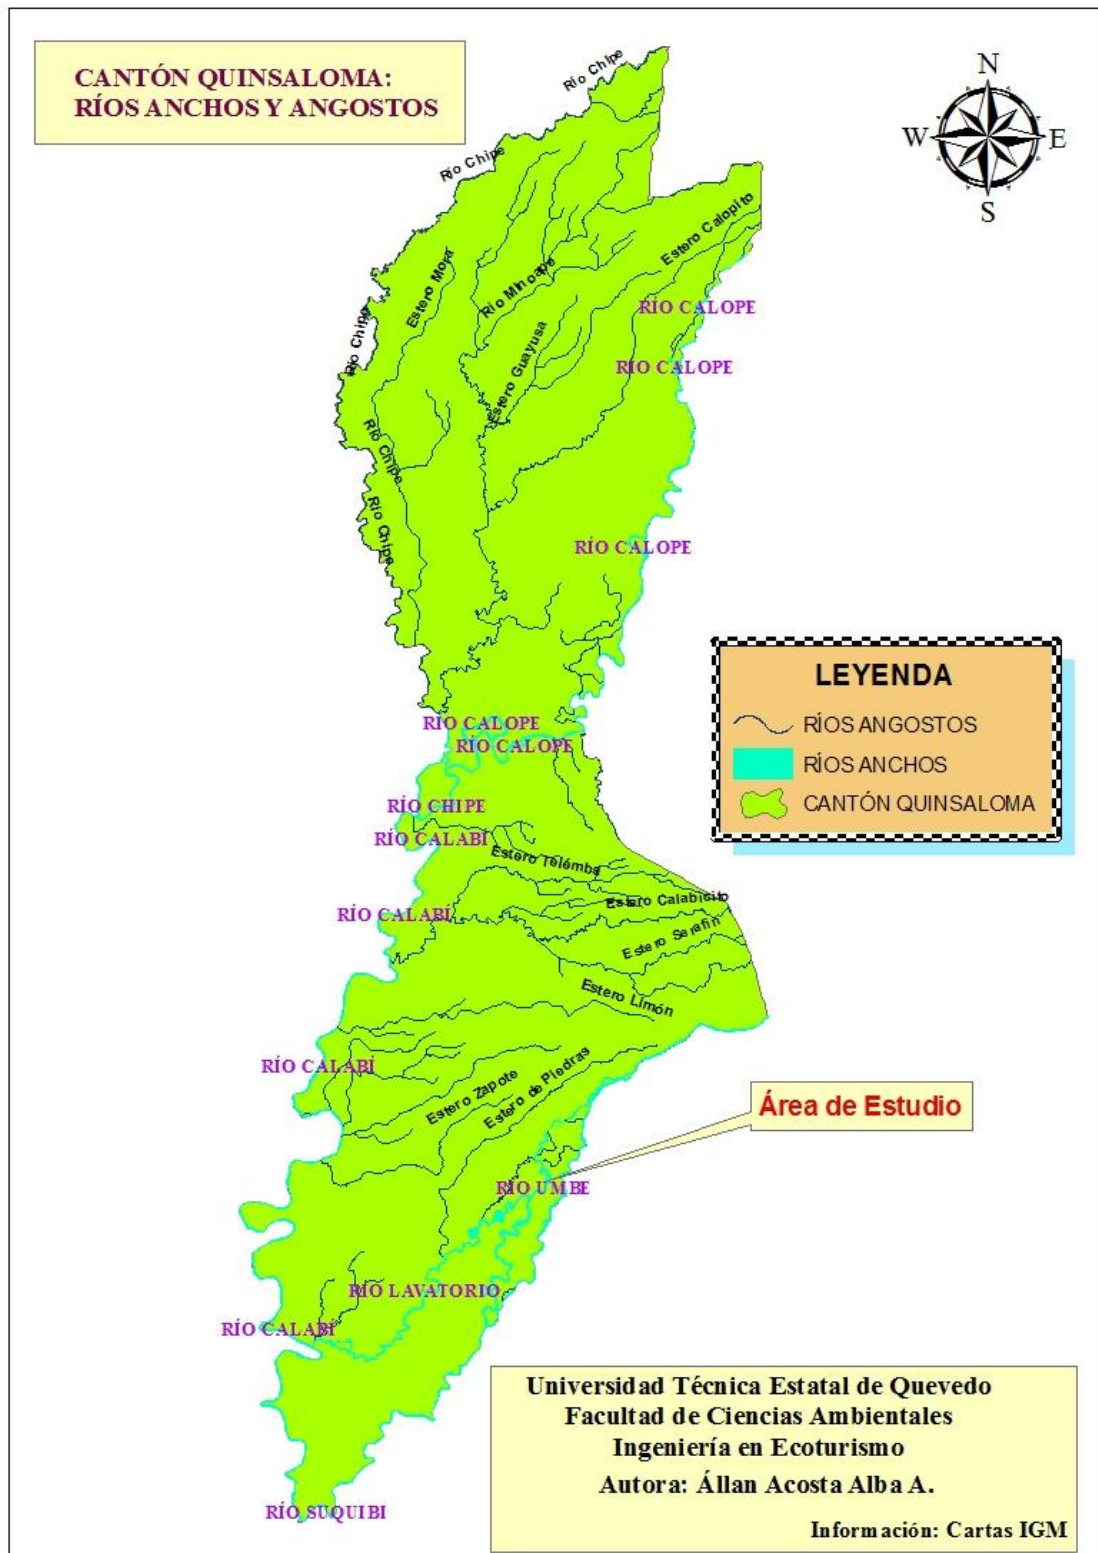 CANTÓN QUINSALOMA:
RÍOS ANCHOS Y ANGOSTOS
N
W
E
S
Río Chipe
Río Chipe
Estero Calopito
Estero Mora
Río Minoape
RÍO CALOPE
Río Chipe
Estero Guayusa
RÍO CALOPE
Río Chipe
Río Chipe
RÍO CALOPE
LEYENDA
RÍOS ANGOSTOS
RÍOS ANCHOS
CANTÓN QUINSALOMA
RÍO CALOPE
RÍO CALOPE
RÍO CHIPE
RÍO CALABÍ
Estero Telémba
Estero Calabicito
RÍO CALABÍ
Estero Serafín
Estero Limón
RÍO CALABÍ
Estero Zapote
Estero de Piedras
Área de Estudio
RÍO UMBE
RÍO LAVATORIO
RÍO CALABÍ
Universidad Técnica Estatal de Quevedo
Facultad de Ciencias Ambientales
Ingeniería en Ecoturismo
Autora: Állan Acosta Alba A.
Información: Cartas IGM
RÍO SUQUIBI